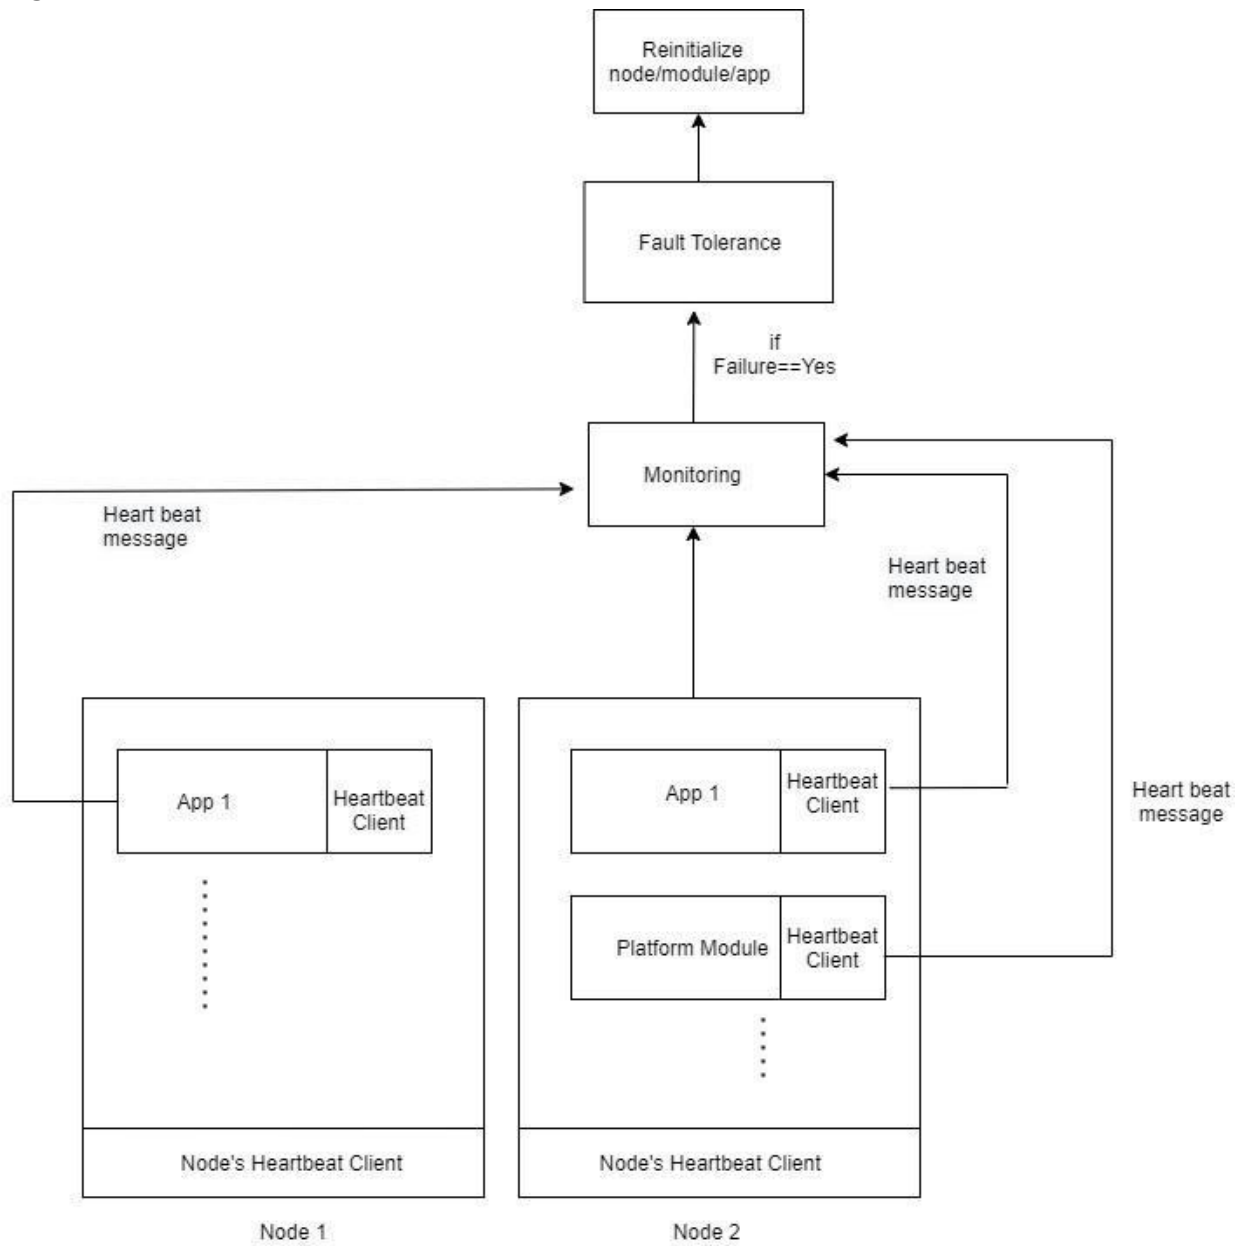 Reinitialize
node/module/app
Fault Tolerance
if
Failure==Yes
Monitoring
Heart beat
message
Heart beat
message
App 1
Heartbeat
Client
App 1
Heartbeat
Client
Heart beat
message
Platform Module
Heartbeat
Client
Node's Heartbeat Client
Node's Heartbeat Client
Node 1
Node 2